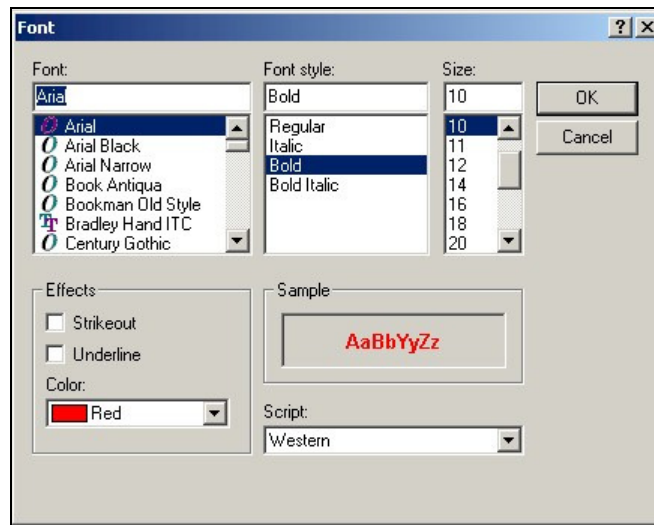 Font
Font:
Arial
Arial
Arial Black
Arial Narrow
Book Antiqua
Bookman Old Style
Bradley Hand ITC
Century Gothic
Font style:
Bold
Regular
Italic
Bold
Bold Italic
Size:
10
10
11
12
14
16
18
20
OK
Cancel
Effects
Strikeout
Underline
Color:
Red
Sample
AaBbYyZz
Script:
Western